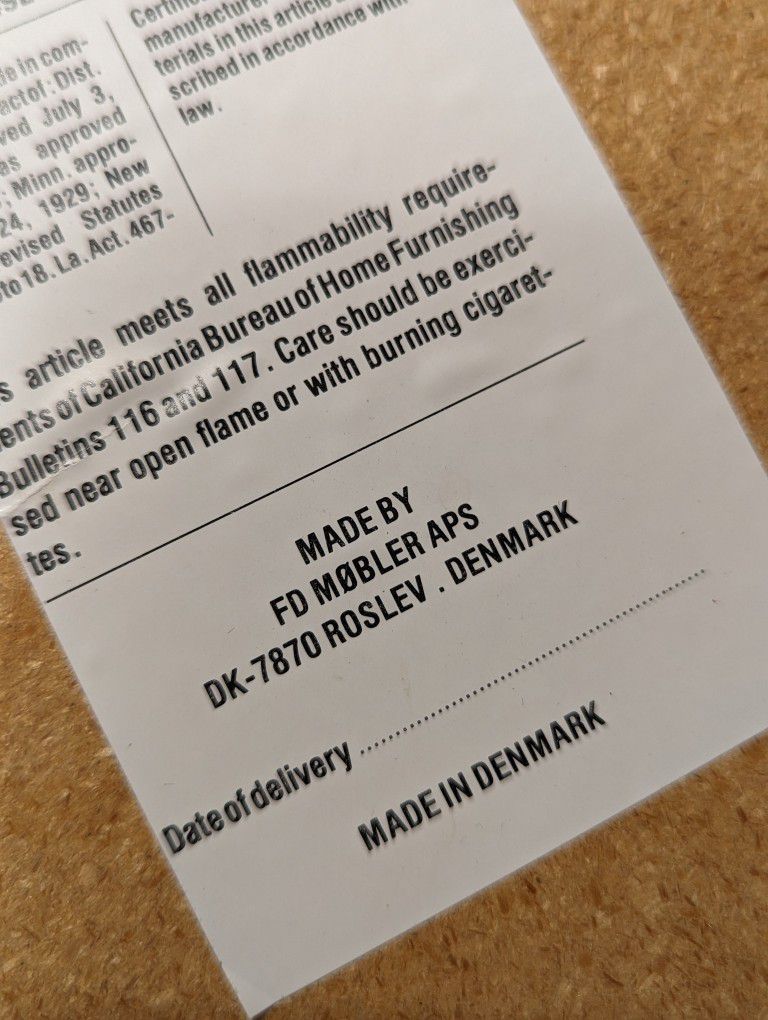 Certific
manufacturer
terials in this article a
scribed in accordance with
law.
de in com-
act of: Dist.
ved July 3,
as approved
; Minn. appro-
24, 1929; New
evised Statutes
to 18. La. Act. 467-
s article meets all flammability require-
ents of California Bureau of Home Furnishing
Bulletins 116 and 117. Care should be exerci-
sed near open flame or with burning cigaret-
tes.
MADE BY
FD MØBLER APS
DK-7870 ROSLEV . DENMARK
Date of delivery
MADE IN DENMARK